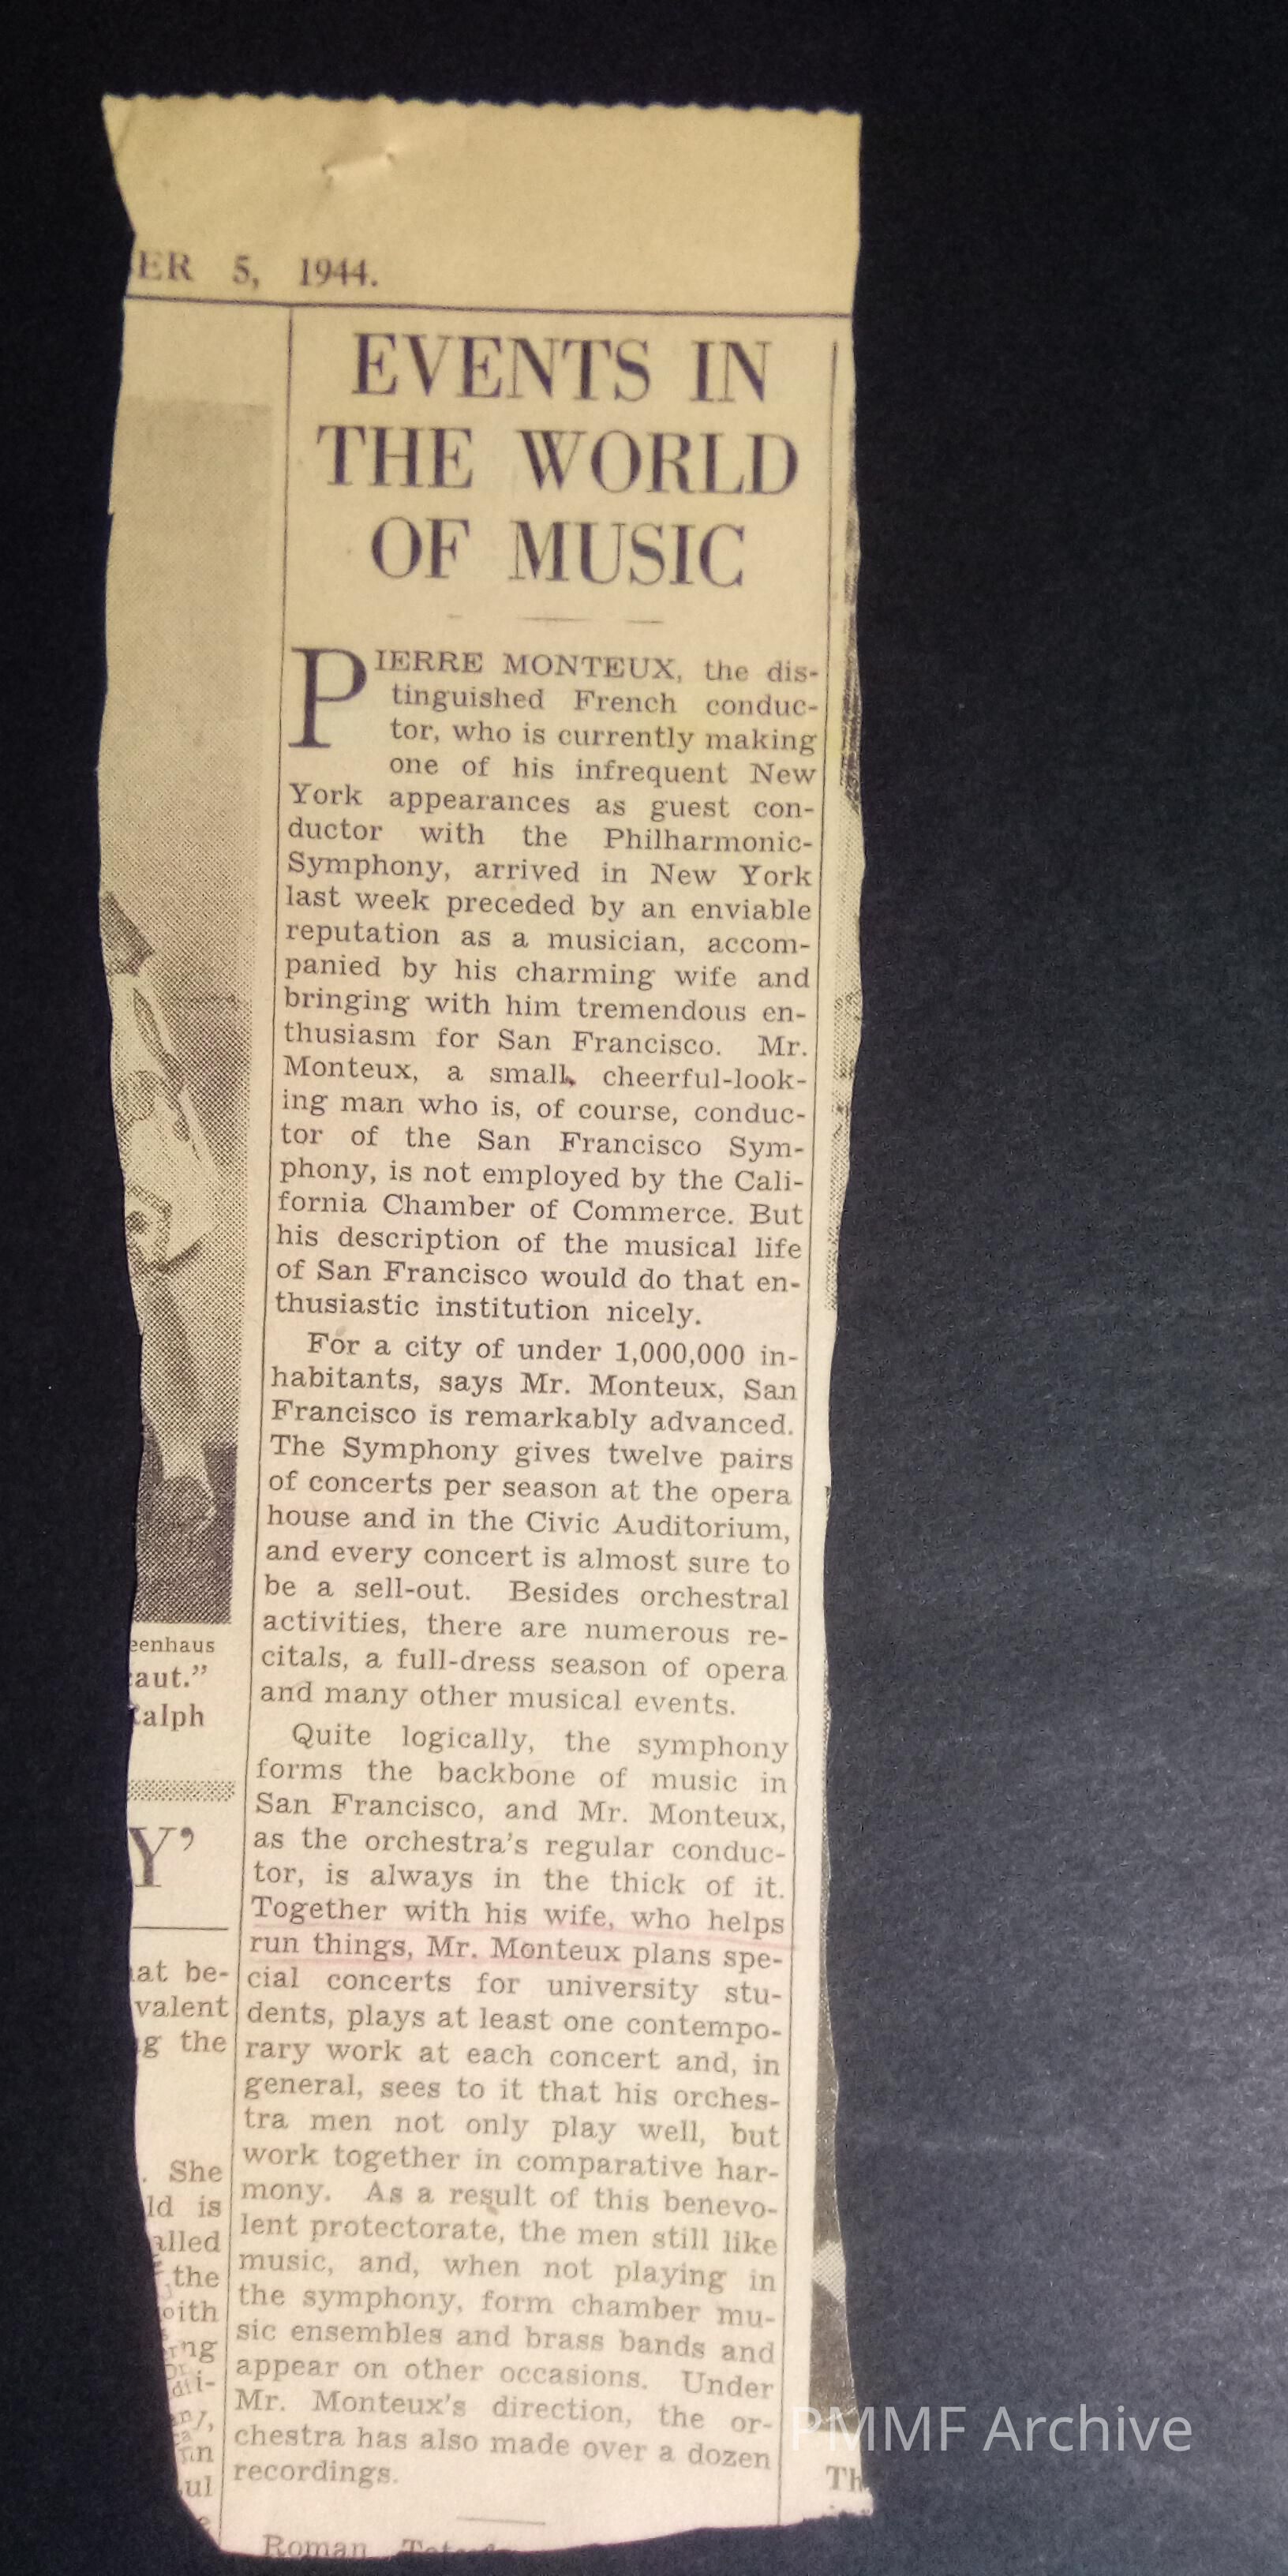 ER 5, 1944.
EVENTS IN
THE WORLD
OF MUSIC
PIERRE MONTEUX, the dis-
tinguished French conduc-
tor, who is currently making
one of his infrequent New
York appearances as guest con-
ductor with the Philharmonic-
Symphony, arrived in New York
last week preceded by an enviable
reputation as a musician, accom-
panied by his charming wife and
bringing with him tremendous en-
thusiasm for San Francisco. Mr.
Monteux, a small, cheerful-look-
ing man who is, of course, conduc-
tor of the San Francisco Sym-
phony, is not employed by the Cali-
fornia Chamber of Commerce. But
his description of the musical life
of San Francisco would do that en-
thusiastic institution nicely.
For a city of under 1,000,000 in-
habitants, says Mr. Monteux, San
Francisco is remarkably advanced.
The Symphony gives twelve pairs
of concerts per season at the opera
house and in the Civic Auditorium,
and every concert is almost sure to
be a sell-out. Besides orchestral
activities, there are numerous re-
citals, a full-dress season of opera
and many other musical events.
Quite logically, the symphony
forms the backbone of music in
San Francisco, and Mr. Monteux,
as the orchestra's regular conduc-
tor, is always in the thick of it.
Together with his wife, who helps
run things, Mr. Monteux plans spe-
cial concerts for university stu-
dents, plays at least one contempo-
rary work at each concert and, in
general, sees to it that his orches-
tra men not only play well, but
work together in comparative har-
mony. As a result of this benevo-
lent protectorate, the men still like
music, and, when not playing in
the symphony, form chamber mu-
sic ensembles and brass bands and
appear on other occasions. Under
Mr. Monteux's direction, the or-
chestra has also made over a dozen
recordings.
Roman
eenhaus
aut."
alph
Y'
at be-
valent
g the
. She
ld is
alled
the
oith
ng
i-
ul
Th
PMMF Archive